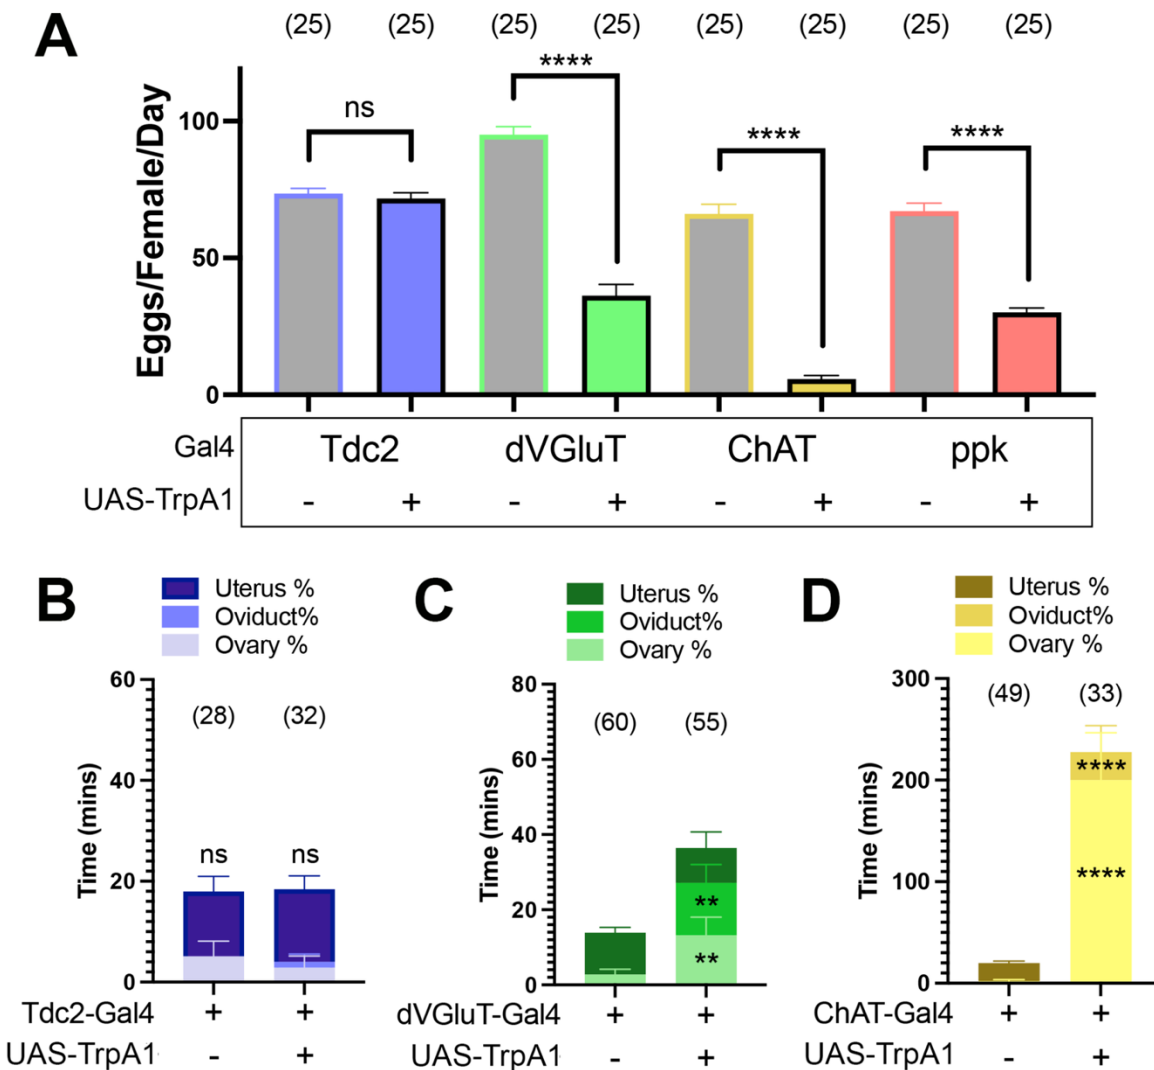 A
(25) (25) (25) (25) (25) (25) (25) (25)
Eggs/Female/Day
100
50
0
ns
****
****
****
Gal4 Tdc2 dVGluT ChAT ppk
UAS-TrpA1 - + - + - + - +
B
Uterus %
Oviduct%
Ovary %
Time (mins)
60
40
20
0
(28) (32)
ns ns
Tdc2-Gal4 + +
UAS-TrpA1 - +
C
Uterus %
Oviduct%
Ovary %
Time (mins)
80
60
40
20
0
(60) (55)
**
**
dVGluT-Gal4 + +
UAS-TrpA1 - +
D
Uterus %
Oviduct%
Ovary %
Time (mins)
300
200
100
0
(49) (33)
****
****
ChAT-Gal4 + +
UAS-TrpA1 - +